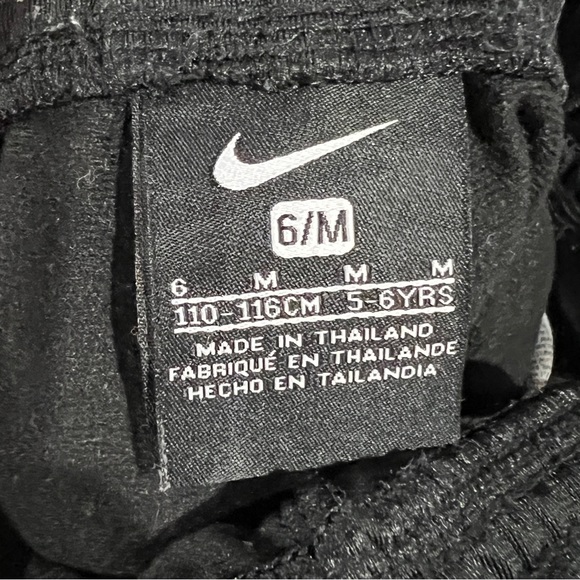 6/M
6 M M M
110-116CM 5-6YRS
MADE IN THAILAND
FABRIQUÉ EN THAILANDE
HECHO EN TAILANDIA